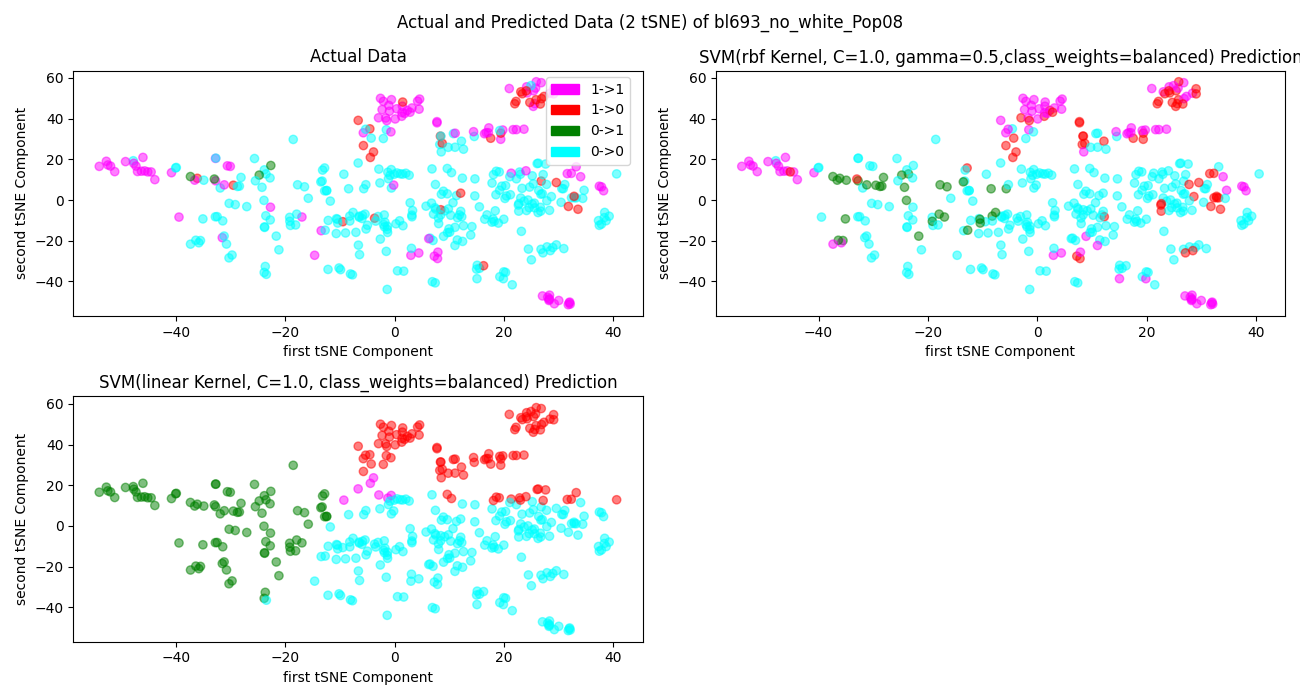 Actual and Predicted Data (2 tSNE) of bl693_no_white_Pop08
Actual Data
60
40
20
0
−20
−40
second tSNE Component
−40 −20 0 20 40
first tSNE Component
1->1
1->0
0->1
0->0
SVM(rbf Kernel, C=1.0, gamma=0.5,class_weights=balanced) Prediction
60
40
20
0
−20
−40
second tSNE Component
−40 −20 0 20 40
first tSNE Component
SVM(linear Kernel, C=1.0, class_weights=balanced) Prediction
60
40
20
0
−20
−40
second tSNE Component
−40 −20 0 20 40
first tSNE Component